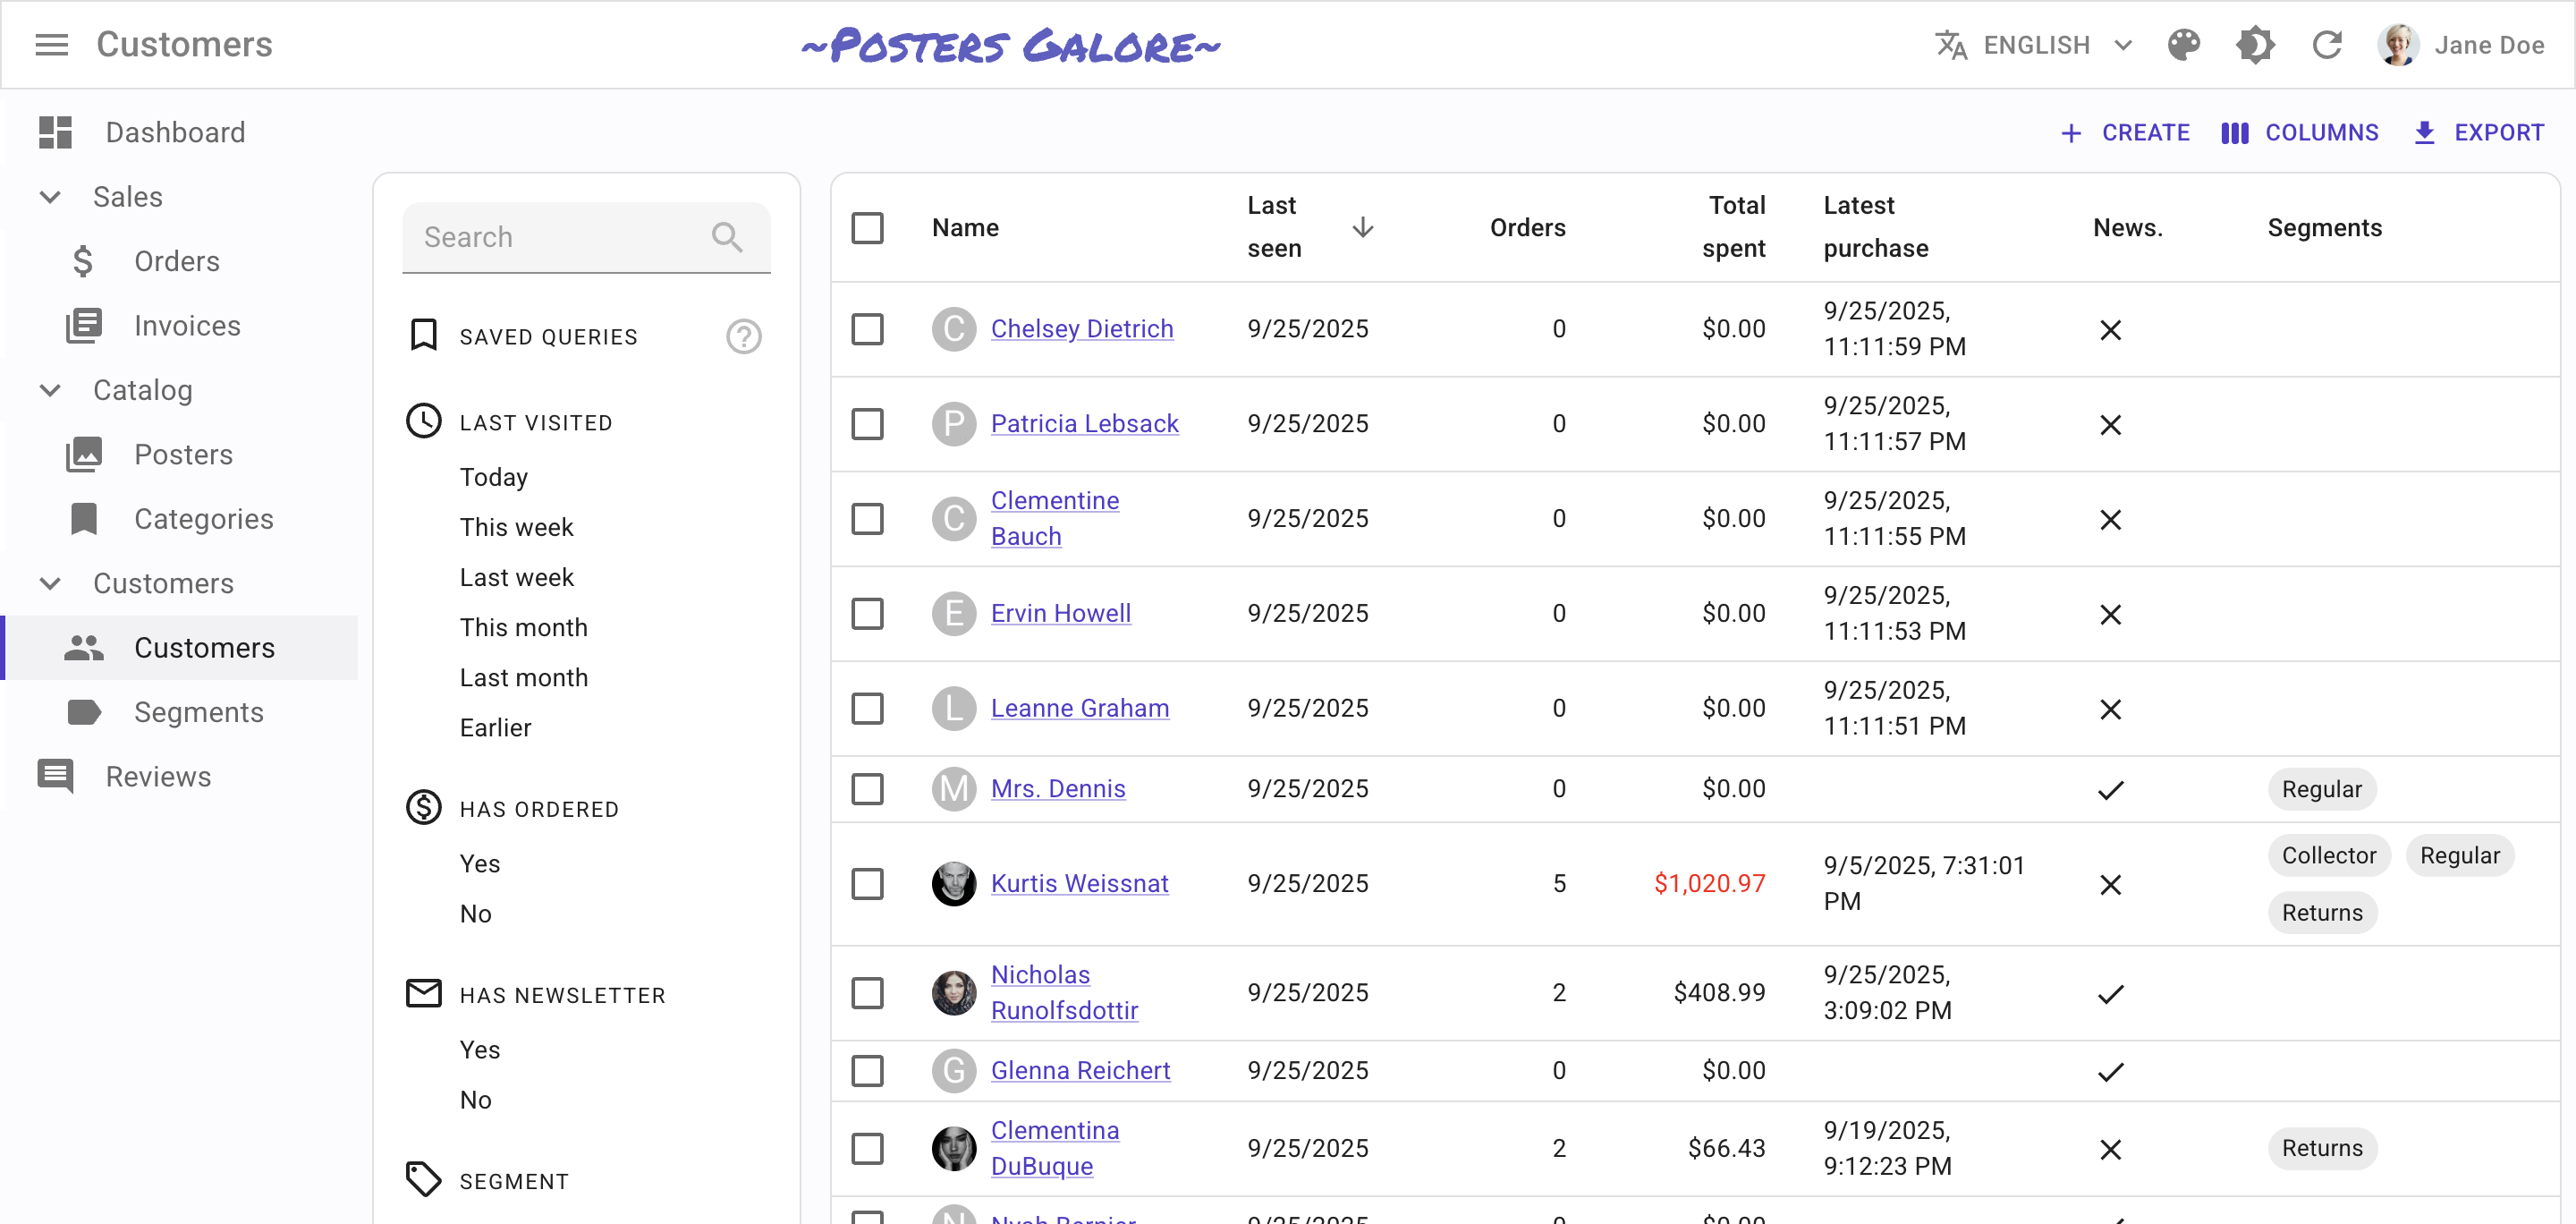 Customers
~Posters Galore~
ENGLISH
Jane Doe
Dashboard
Sales
Orders
Invoices
Catalog
Posters
Categories
Customers
Customers
Segments
Reviews
CREATE
COLUMNS
EXPORT
Search
SAVED QUERIES
?
LAST VISITED
Today
This week
Last week
This month
Last month
Earlier
HAS ORDERED
Yes
No
HAS NEWSLETTER
Yes
No
SEGMENT
Name
Last
seen
Orders
Total
spent
Latest
purchase
News.
Segments
C Chelsey Dietrich 9/25/2025 0 $0.00 9/25/2025,
11:11:59 PM
P Patricia Lebsack 9/25/2025 0 $0.00 9/25/2025,
11:11:57 PM
C Clementine
Bauch 9/25/2025 0 $0.00 9/25/2025,
11:11:55 PM
E Ervin Howell 9/25/2025 0 $0.00 9/25/2025,
11:11:53 PM
L Leanne Graham 9/25/2025 0 $0.00 9/25/2025,
11:11:51 PM
M Mrs. Dennis 9/25/2025 0 $0.00 Regular
Kurtis Weissnat 9/25/2025 5 $1,020.97 9/5/2025, 7:31:01
PM
Collector Regular
Returns
Nicholas
Runolfsdottir 9/25/2025 2 $408.99 9/25/2025,
3:09:02 PM
G Glenna Reichert 9/25/2025 0 $0.00
Clementina
DuBuque 9/25/2025 2 $66.43 9/19/2025,
9:12:23 PM
Returns
N Nyah Bernier 9/25/2025 0 $0.00